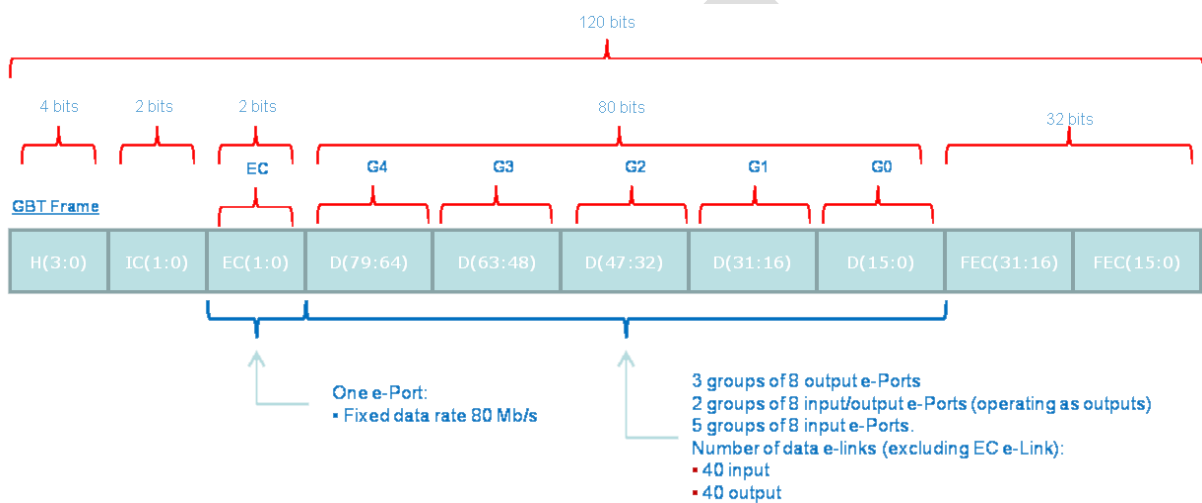 120 bits
4 bits
2 bits
2 bits
80 bits
32 bits
EC
G4
G3
G2
G1
G0
GBT Frame
H(3:0)
IC(1:0)
EC(1:0)
D(79:64)
D(63:48)
D(47:32)
D(31:16)
D(15:0)
FEC(31:16)
FEC(15:0)
One e-Port:
▪ Fixed data rate 80 Mb/s
3 groups of 8 output e-Ports
2 groups of 8 input/output e-Ports (operating as outputs)
5 groups of 8 input e-Ports.
Number of data e-links (excluding EC e-Link):
▪ 40 input
▪ 40 output